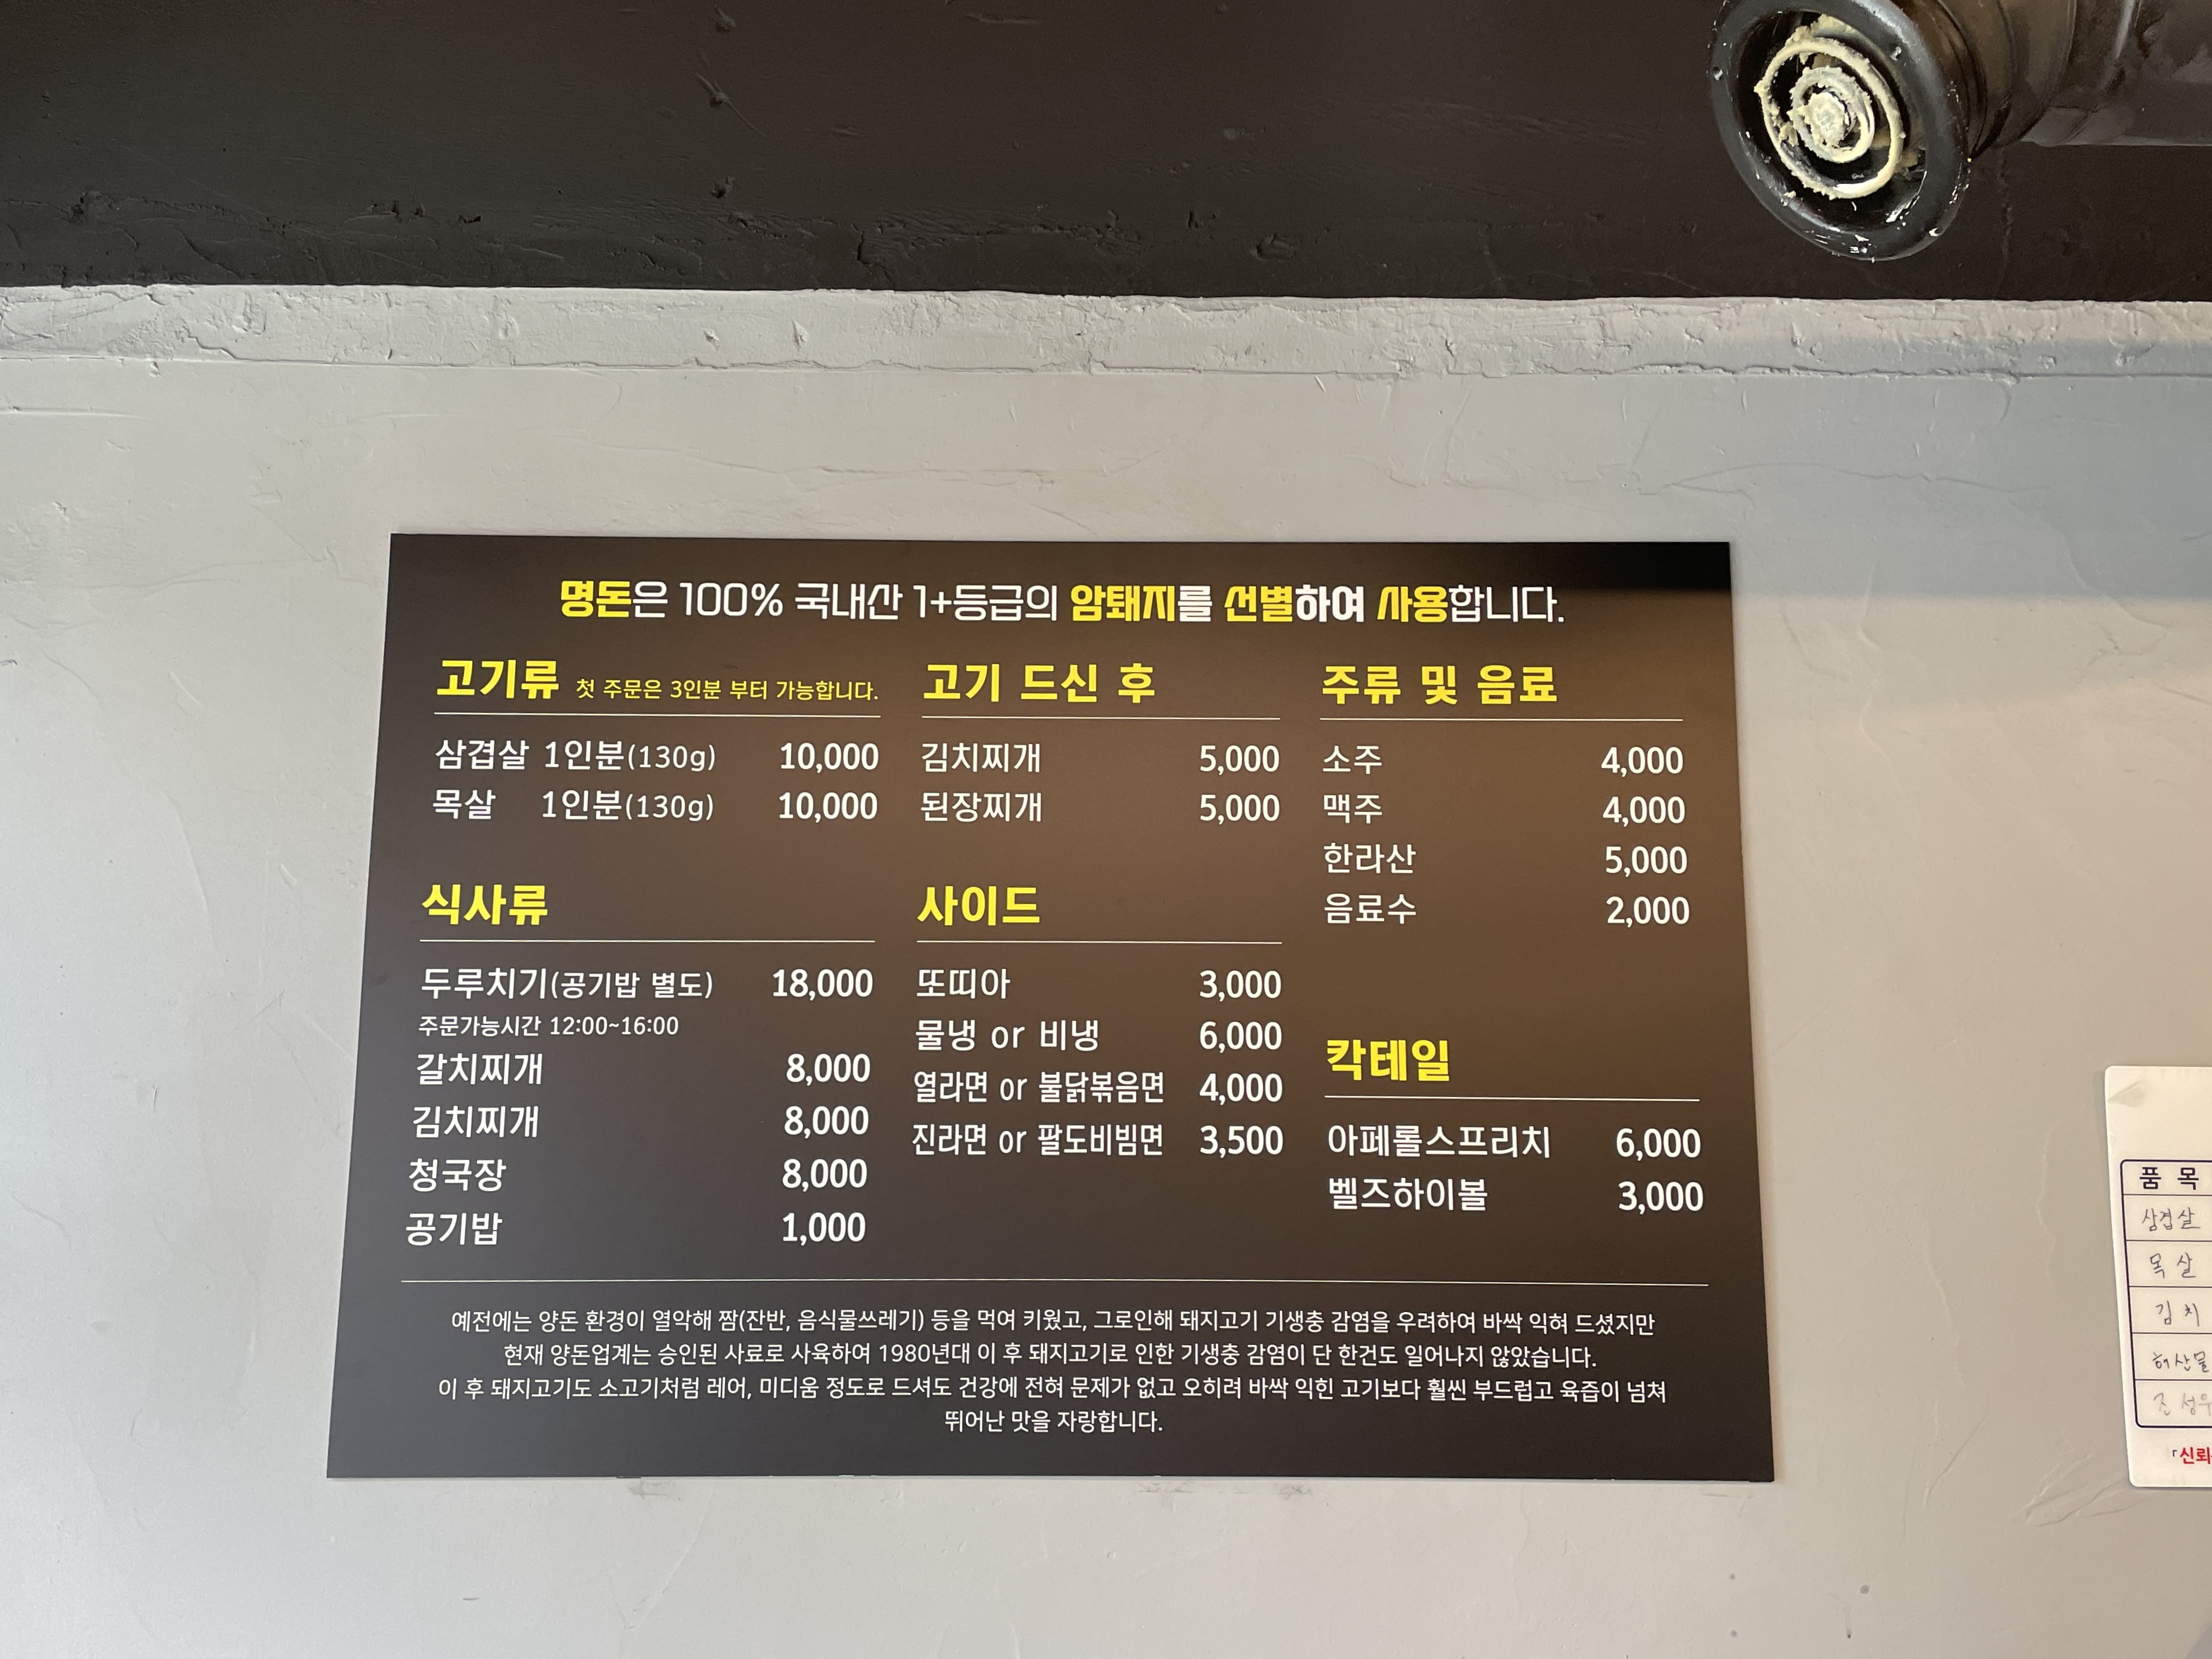 명돈은 100% 국내산 1+등급의 암퇘지를 선별하여 사용합니다.
고기류 첫 주문은 3인분 부터 가능합니다.
삼겹살 1인분(130g) 10,000
목살 1인분(130g) 10,000
식사류
두루치기(공기밥 별도) 18,000
주문가능시간 12:00~16:00
갈치찌개 8,000
김치찌개 8,000
청국장 8,000
공기밥 1,000
고기 드신 후
김치찌개 5,000
된장찌개 5,000
사이드
또띠아 3,000
물냉 or 비냉 6,000
열라면 or 불닭볶음면 4,000
진라면 or 팔도비빔면 3,500
주류 및 음료
소주 4,000
맥주 4,000
한라산 5,000
음료수 2,000
칵테일
아페롤스프리치 6,000
벨즈하이볼 3,000
예전에는 양돈 환경이 열악해 짬(잔반, 음식물쓰레기) 등을 먹여 키웠고, 그로인해 돼지고기 기생충 감염을 우려하여 바싹 익혀 드셨지만
현재 양돈업계는 승인된 사료로 사육하여 1980년대 이 후 돼지고기로 인한 기생충 감염이 단 한건도 일어나지 않았습니다.
이 후 돼지고기도 소고기처럼 레어, 미디움 정도로 드셔도 건강에 전혀 문제가 없고 오히려 바싹 익힌 고기보다 훨씬 부드럽고 육즙이 넘쳐
뛰어난 맛을 자랑합니다.
품 목
삼겹살
목 살
김 치
해산물
「신뢰